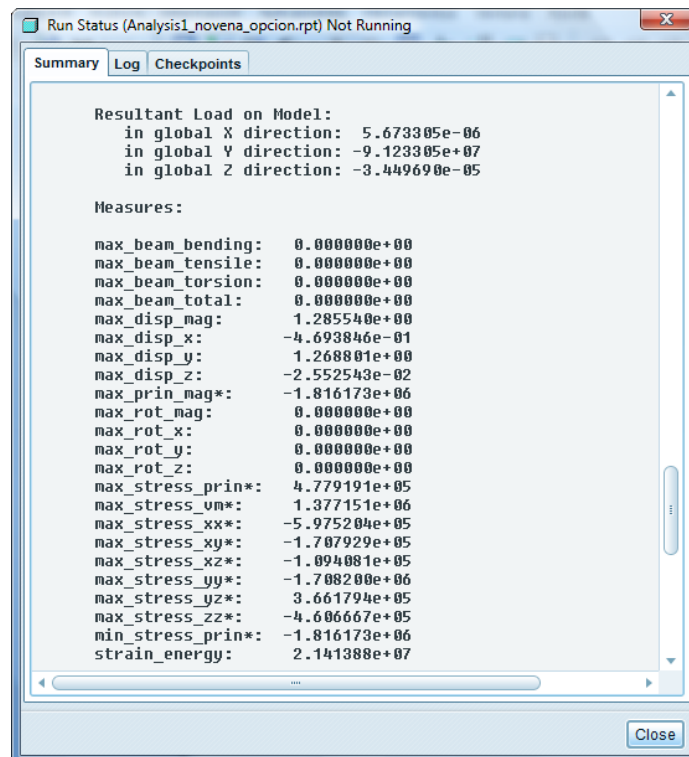 Run Status (Analysis1_novena_opcion.rpt) Not Running
Summary Log Checkpoints
Resultant Load on Model:
in global X direction: 5.673305e-06
in global Y direction: -9.123305e+07
in global Z direction: -3.449690e-05
Measures:
max_beam_bending: 0.000000e+00
max_beam_tensile: 0.000000e+00
max_beam_torsion: 0.000000e+00
max_beam_total: 0.000000e+00
max_disp_mag: 1.285540e+00
max_disp_x: -4.693846e-01
max_disp_y: 1.268801e+00
max_disp_z: -2.552543e-02
max_prin_mag*: -1.816173e+06
max_rot_mag: 0.000000e+00
max_rot_x: 0.000000e+00
max_rot_y: 0.000000e+00
max_rot_z: 0.000000e+00
max_stress_prin*: 4.779191e+05
max_stress_vm*: 1.377151e+06
max_stress_xx*: -5.975204e+05
max_stress_xy*: -1.707929e+05
max_stress_xz*: -1.094081e+05
max_stress_yy*: -1.708200e+06
max_stress_yz*: 3.661794e+05
max_stress_zz*: -4.606667e+05
min_stress_prin*: -1.816173e+06
strain_energy: 2.141388e+07
Close